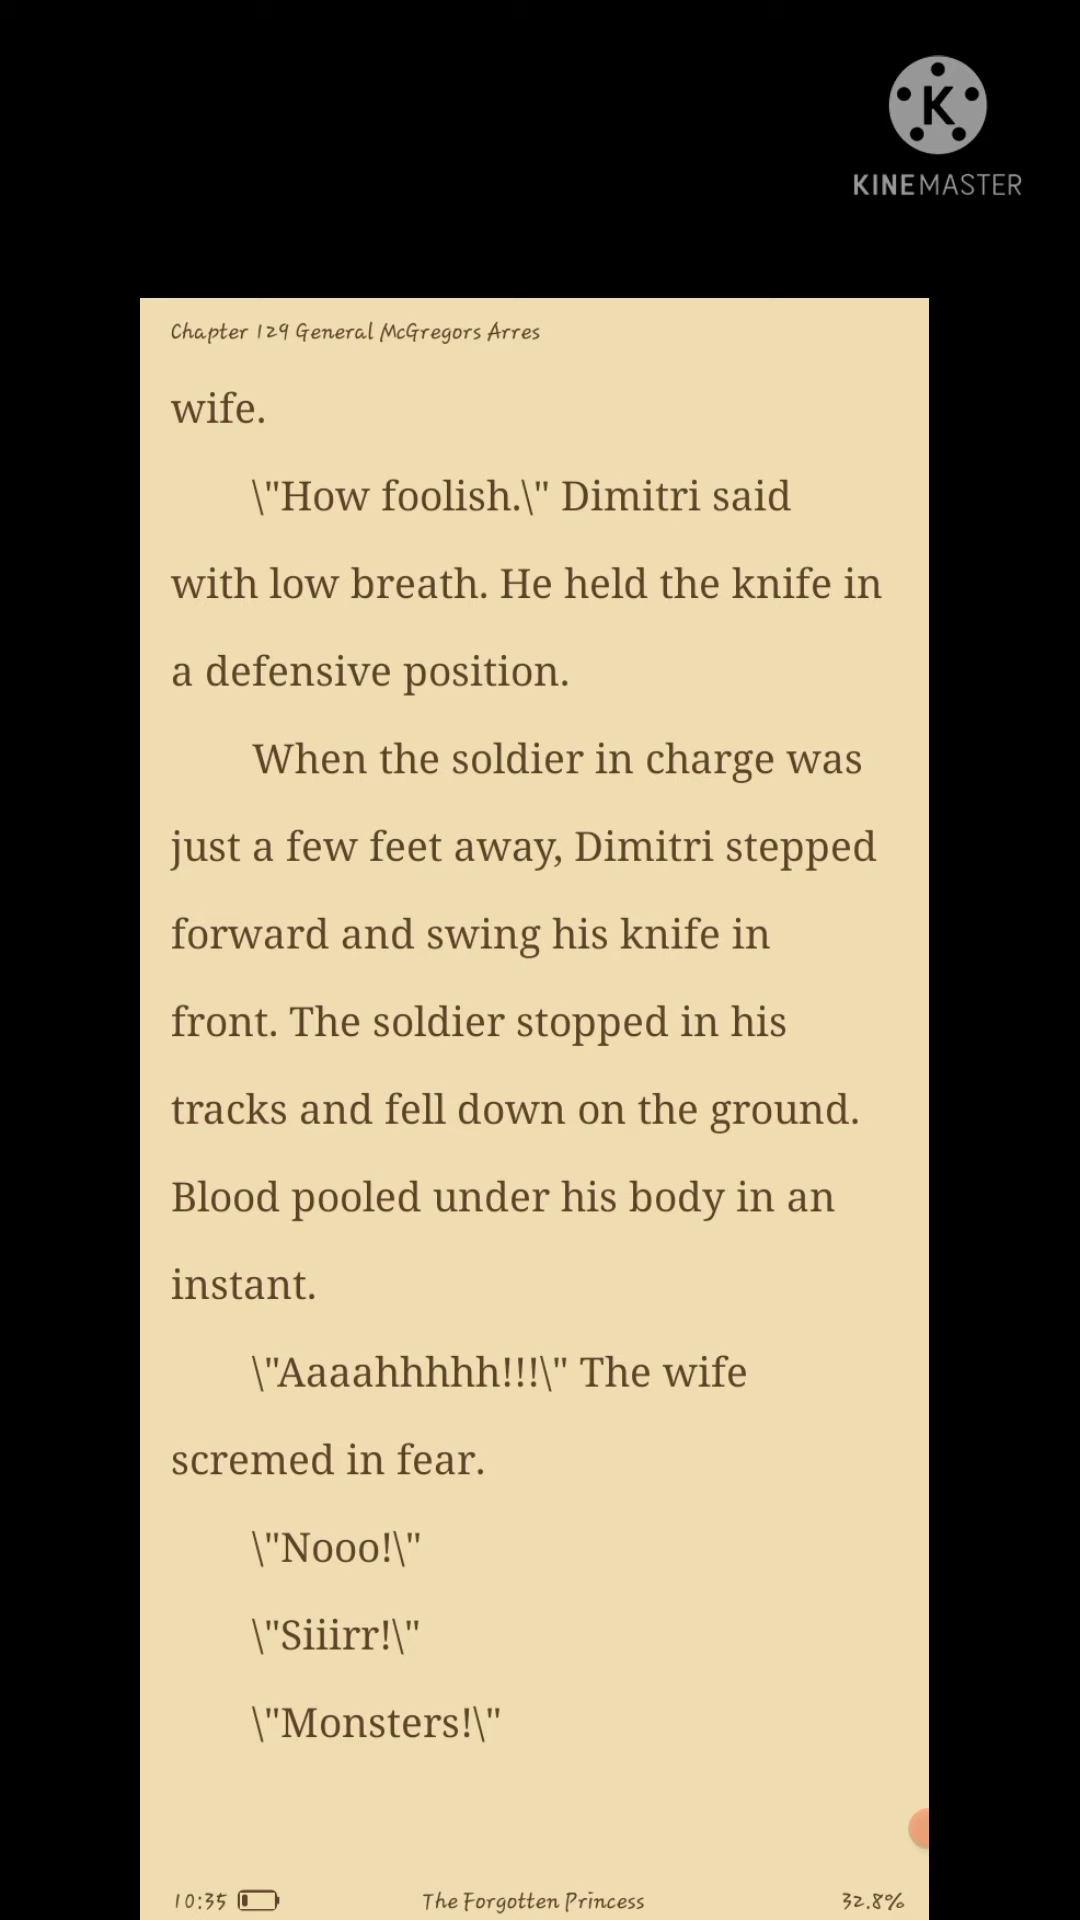 K
KINEMASTER
Chapter 129 General McGregors Arres
wife.
\"How foolish.\" Dimitri said
with low breath. He held the knife in
a defensive position.
When the soldier in charge was
just a few feet away, Dimitri stepped
forward and swing his knife in
front. The soldier stopped in his
tracks and fell down on the ground.
Blood pooled under his body in an
instant.
\"Aaaahhhhh!!!\" The wife
scremed in fear.
\"Nooo!\"
\"Siiirr!\"
\"Monsters!\"
10:35 The Forgotten Princess 32.8%